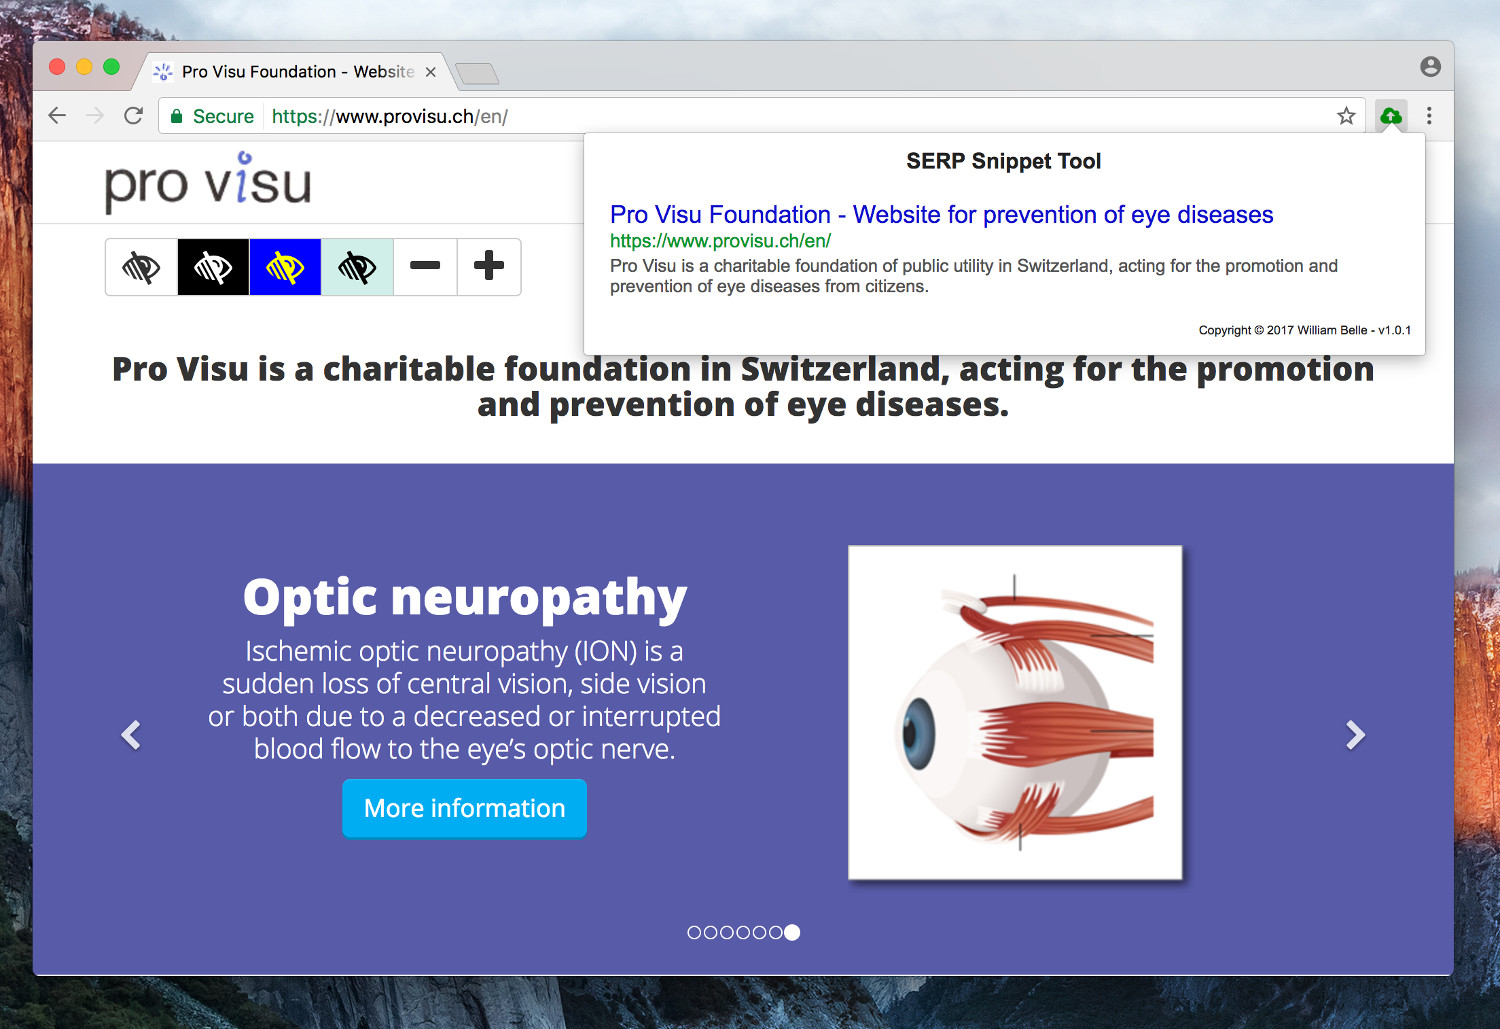 Pro Visu Foundation - Website
Secure https://www.provisu.ch/en/
SERP Snippet Tool
Pro Visu Foundation - Website for prevention of eye diseases
https://www.provisu.ch/en/
Pro Visu is a charitable foundation of public utility in Switzerland, acting for the promotion and
prevention of eye diseases from citizens.
Copyright © 2017 William Belle - v1.0.1
pro visu
Pro Visu is a charitable foundation in Switzerland, acting for the promotion
and prevention of eye diseases.
Optic neuropathy
Ischemic optic neuropathy (ION) is a
sudden loss of central vision, side vision
or both due to a decreased or interrupted
blood flow to the eye’s optic nerve.
More information